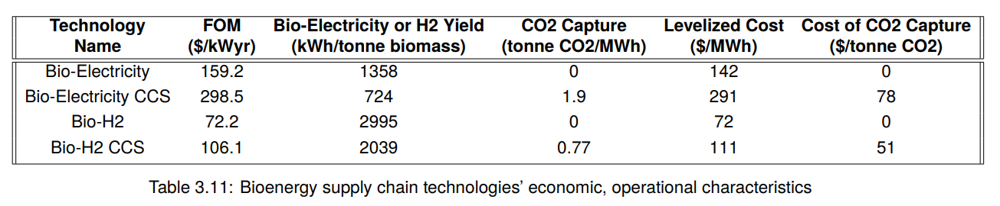 Technology FOM Bio-Electricity or H2 Yield CO2 Capture Levelized Cost Cost of CO2 Capture
Name ($/kWyr) (kWh/tonne biomass) (tonne CO2/MWh) ($/MWh) ($/tonne CO2)
Bio-Electricity 159.2 1358 0 142 0
Bio-Electricity CCS 298.5 724 1.9 291 78
Bio-H2 72.2 2995 0 72 0
Bio-H2 CCS 106.1 2039 0.77 111 51
Table 3.11: Bioenergy supply chain technologies’ economic, operational characteristics